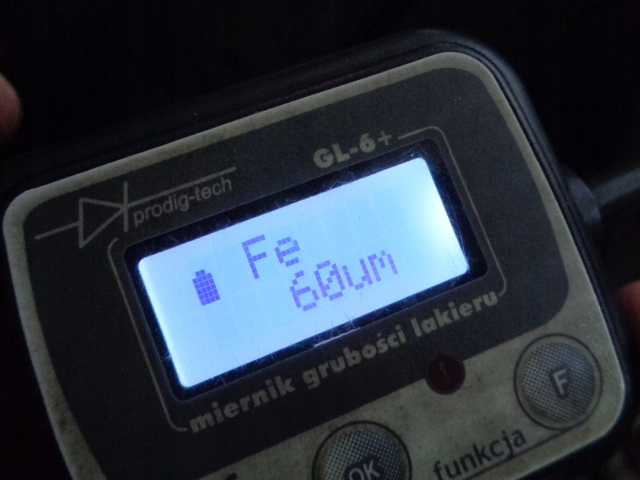 GL-6+
prodig-tech
Fe
60um
miernik grubości lakieru
F
OK
funkcja